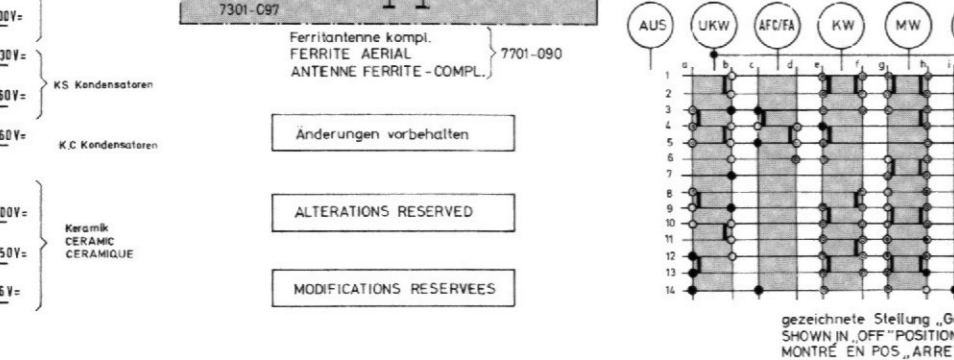 00V=
30V=
KS Kondensatoren
60V=
60V=
K,C Kondensatoren
00V=
Keramik
CERAMIC
50V=
CERAMIQUE
5V=
7301-097
Ferritantenne kompl.
FERRITE AERIAL
7701-090
ANTENNE FERRITE-COMPL.
Änderungen vorbehalten
ALTERATIONS RESERVED
MODIFICATIONS RESERVEES
AUS UKW AFC/FA KW MW
a b c d e f g h i
1
2
3
4
5
6
7
8
9
10
11
12
13
14
gezeichnete Stellung „G
SHOWN IN „OFF" POSITION
MONTRÉ EN POS „ARRE